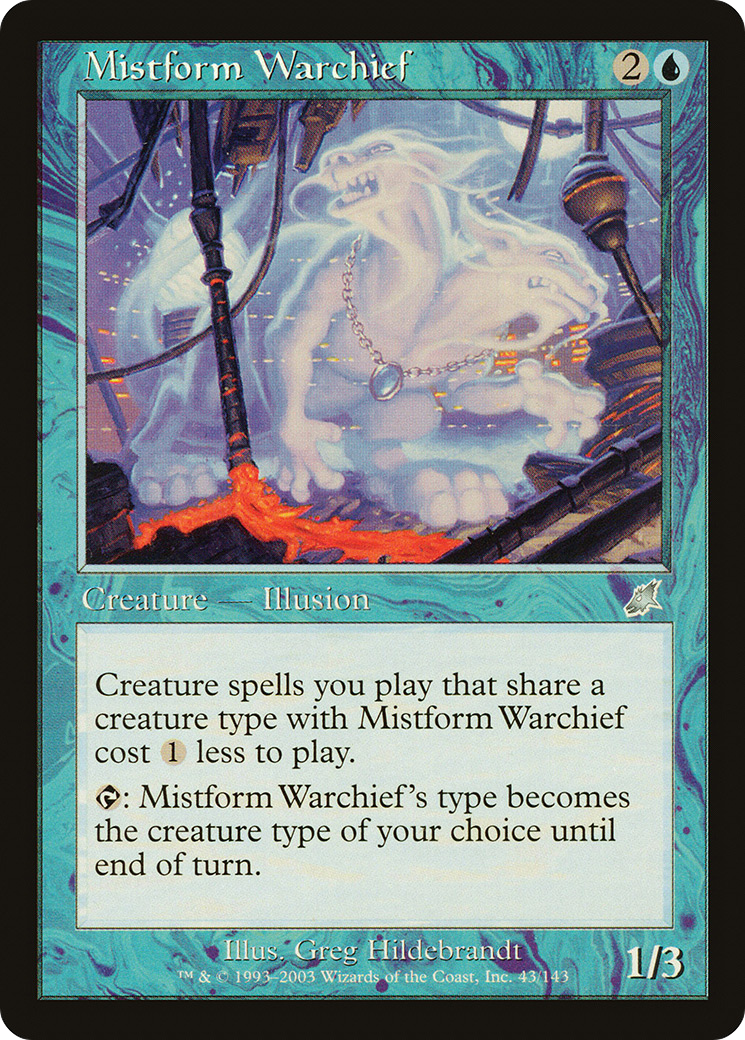 Mistform Warchief 2
Creature — Illusion
Creature spells you play that share a
creature type with Mistform Warchief
cost 1 less to play.
: Mistform Warchief's type becomes
the creature type of your choice until
end of turn.
Illus. Greg Hildebrandt
™ & © 1993–2003 Wizards of the Coast, Inc. 43/143
1/3